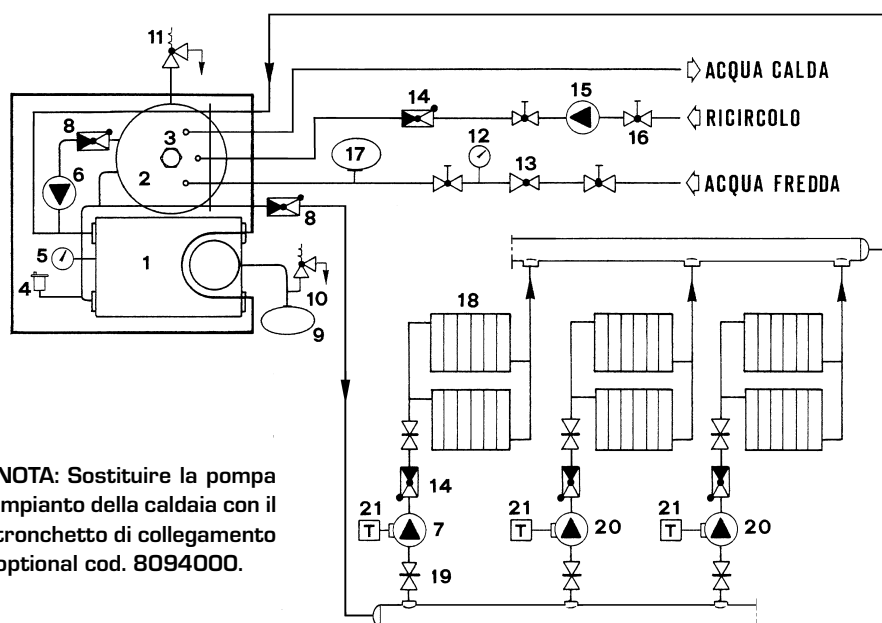 11
ACQUA CALDA
15
14
RICIRCOLO
16
8
3
12
17
13
6
2
ACQUA FREDDA
8
5
1
4
10
9
18
NOTA: Sostituire la pompa
impianto della caldaia con il
tronchetto di collegamento
optional cod. 8094000.
14
21
T
7
21
T
20
21
T
20
19